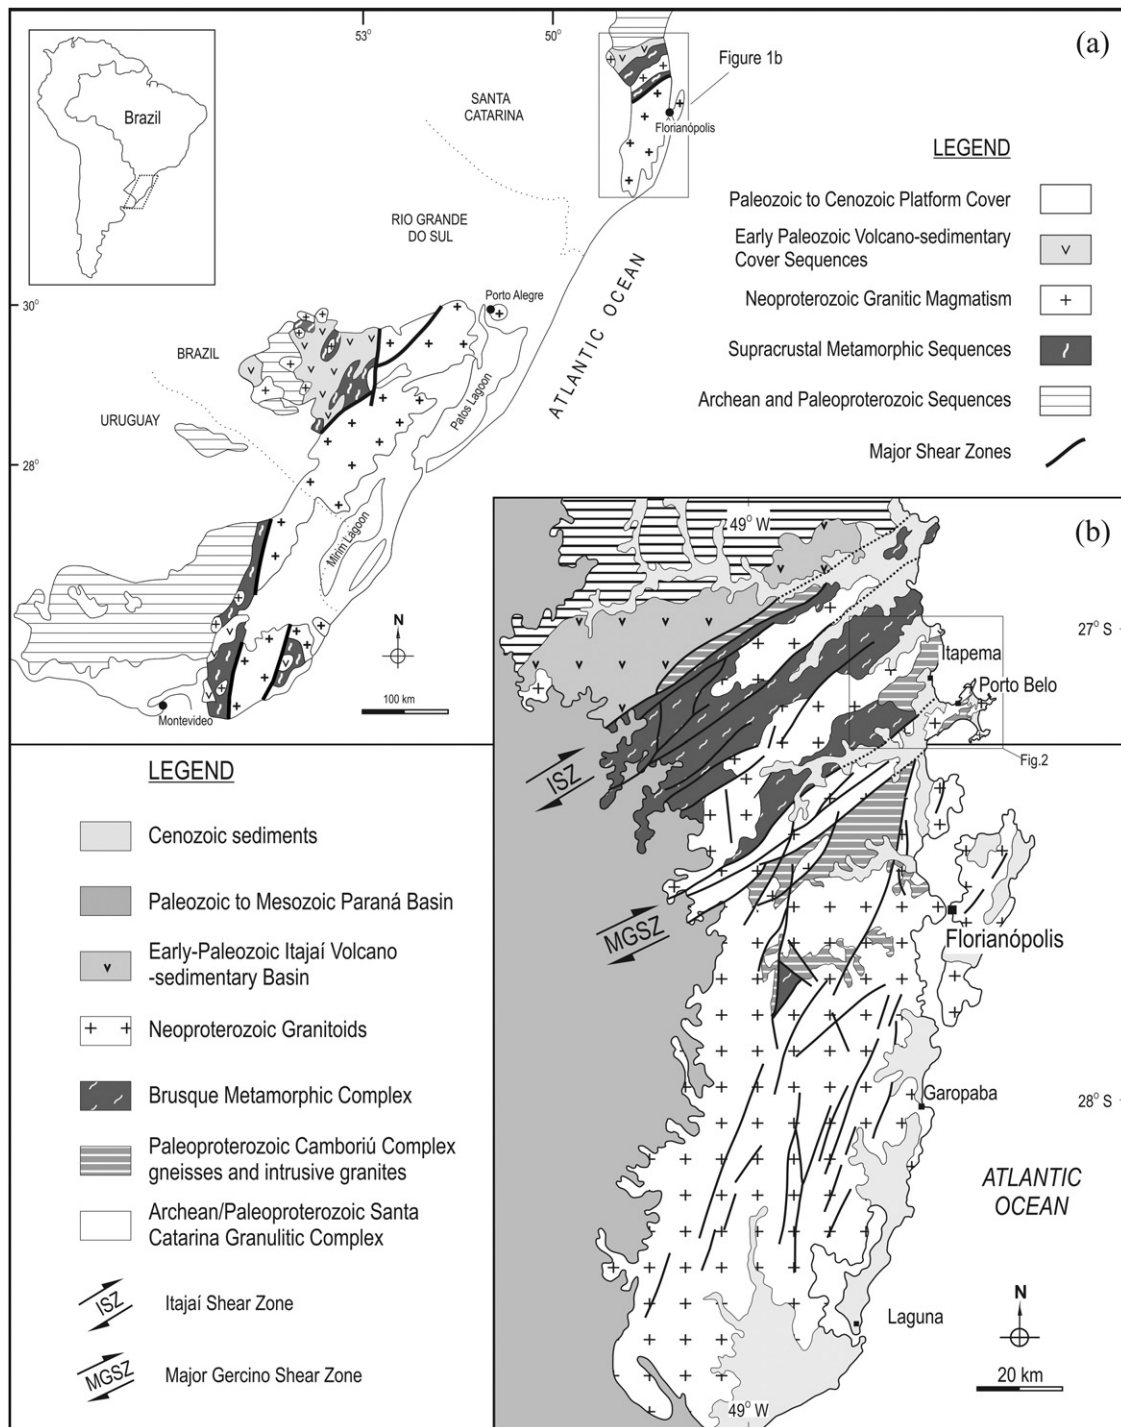 53°
50°
(a)
Figure 1b
Brazil
SANTA
CATARINA
Florianópolis
LEGEND
Paleozoic to Cenozoic Platform Cover
Early Paleozoic Volcano-sedimentary
Cover Sequences
Neoproterozoic Granitic Magmatism
Supracrustal Metamorphic Sequences
Archean and Paleoproterozoic Sequences
Major Shear Zones
RIO GRANDE
DO SUL
ATLANTIC OCEAN
30°
Porto Alegre
BRAZIL
Patos Lagoon
URUGUAY
28°
Mirim Lagoon
N
100 km
Montevideo
49° W
(b)
27° S
Itapema
Porto Belo
Fig.2
ISZ
MGSZ
Florianópolis
Garopaba
28° S
ATLANTIC
OCEAN
Laguna
N
20 km
49° W
LEGEND
Cenozoic sediments
Paleozoic to Mesozoic Paraná Basin
Early-Paleozoic Itajaí Volcano
-sedimentary Basin
Neoproterozoic Granitoids
Brusque Metamorphic Complex
Paleoproterozoic Camboriú Complex
gneisses and intrusive granites
Archean/Paleoproterozoic Santa
Catarina Granulitic Complex
ISZ
Itajaí Shear Zone
MGSZ
Major Gercino Shear Zone